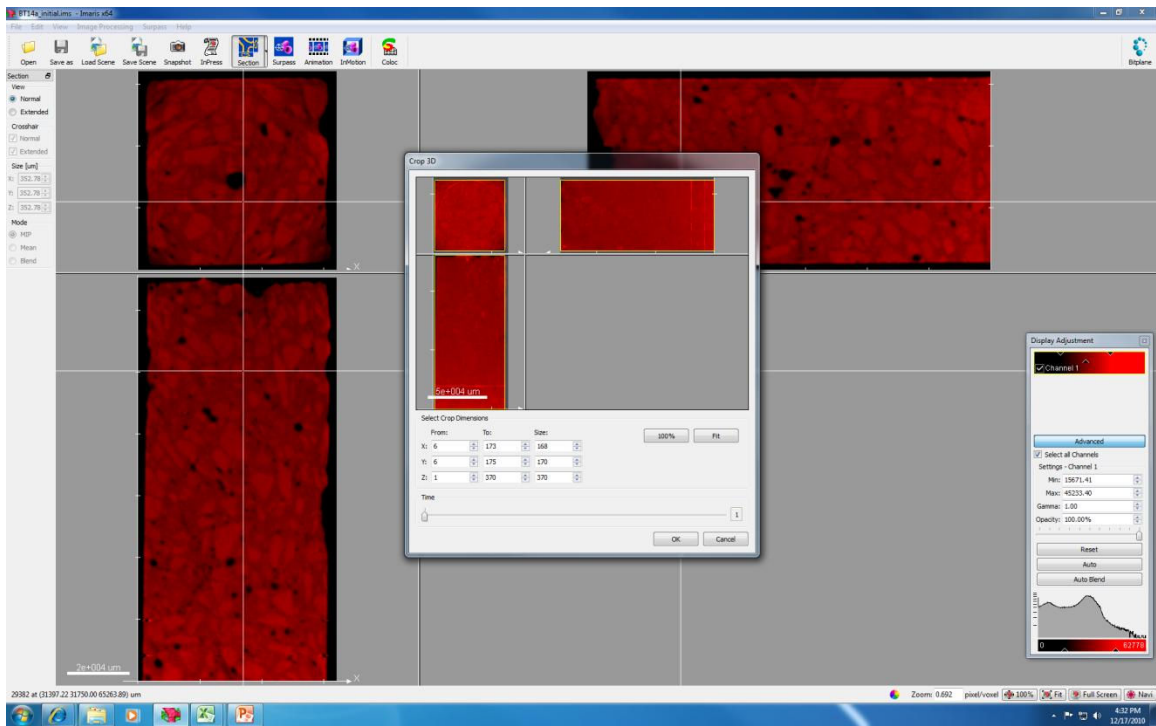 BT14a_initial.ims - Imaris x64
File Edit View Image Processing Surpass Help
Open Save as Load Scene Save Scene Snapshot InPress Section Surpass Animation InMotion Coloc Bitplane
Section
View
Normal
Extended
Crosshair
Normal
Extended
Size [um]
X: 352.78
Y: 352.78
Z: 352.78
Mode
MIP
Mean
Blend
X
X
2e+004 um
Crop 3D
5e+004 um
Select Crop Dimensions
From: To: Size:
X: 6 173 168
Y: 6 175 170
Z: 1 370 370
100% Fit
Time
1
OK Cancel
Display Adjustment
Channel 1
Advanced
Select all Channels
Settings - Channel 1
Min: 15671.41
Max: 45233.40
Gamma: 1.00
Opacity: 100.00%
Reset
Auto
Auto Blend
0 62778
29382 at (31397.22 31750.00 65263.89) um
Zoom: 0.692 pixel/voxel 100% Fit Full Screen Navi
4:32 PM
12/17/2010